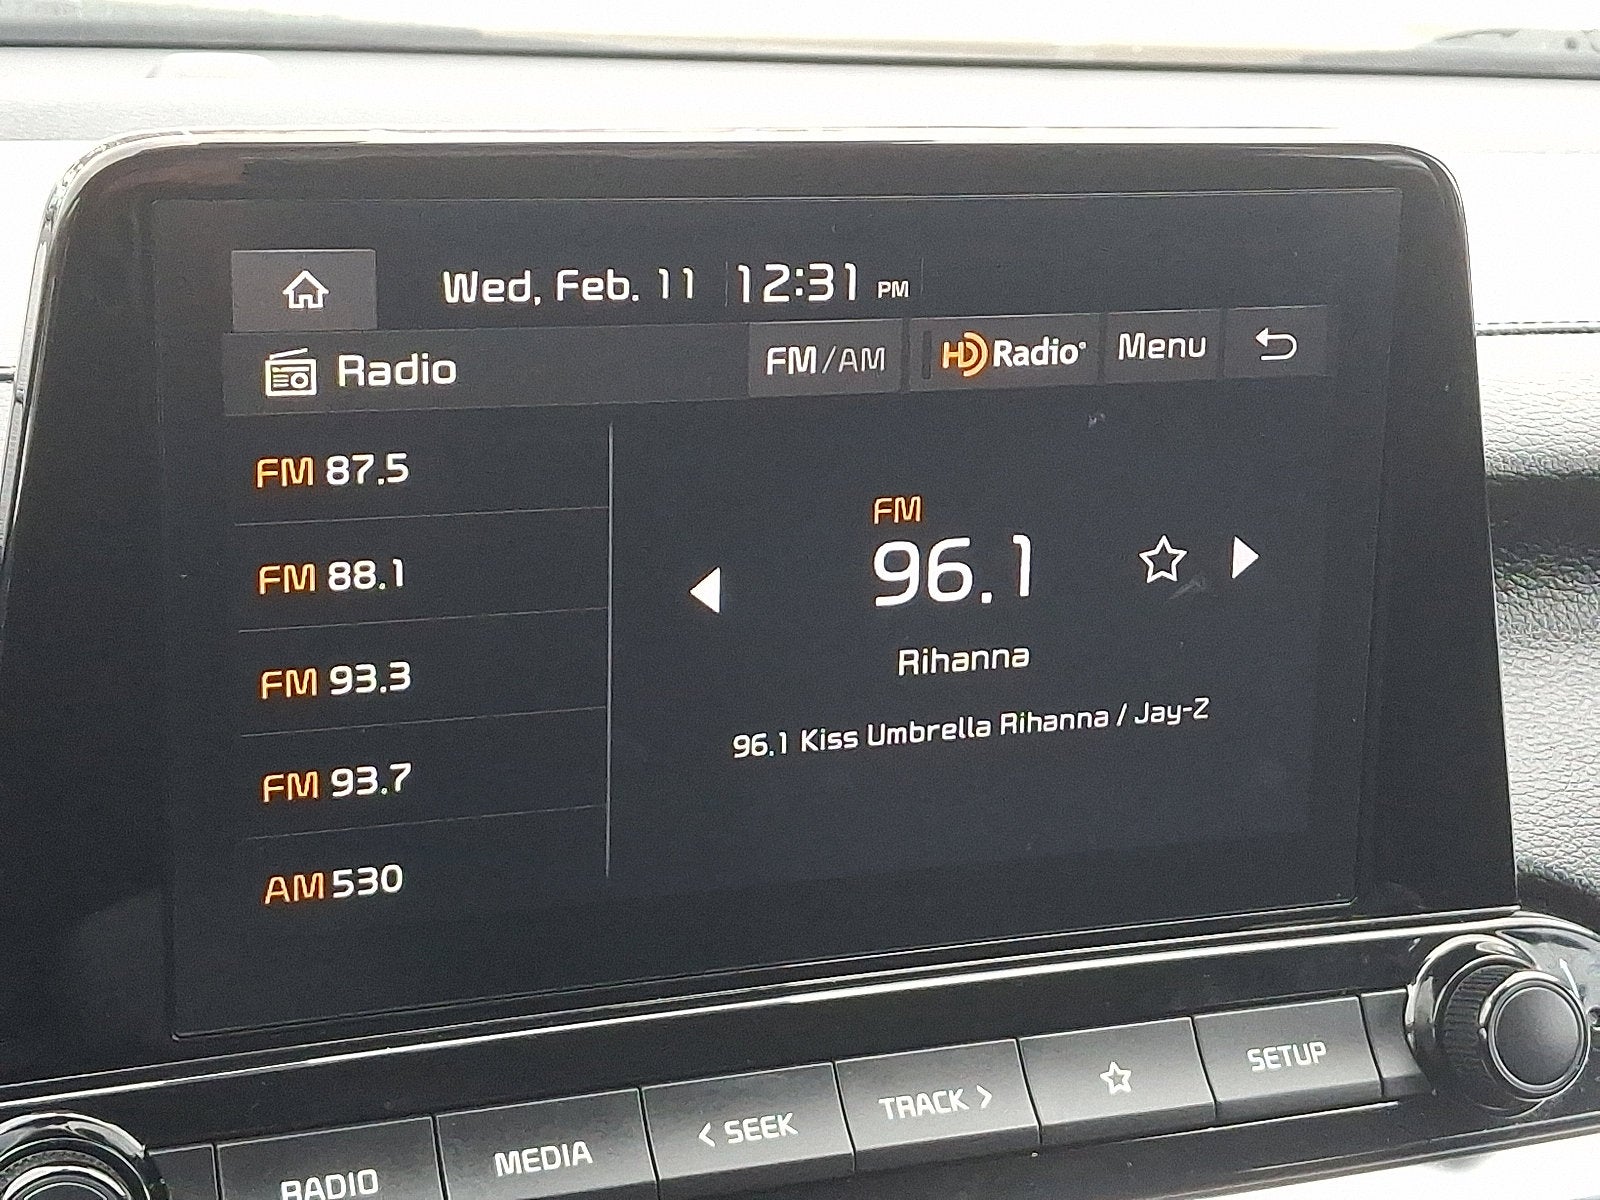 Wed, Feb. 11 12:31 PM
Radio FM/AM HD Radio® Menu
FM 87.5
FM 88.1
FM 93.3
FM 93.7
AM 530
FM
96.1
Rihanna
96.1 Kiss Umbrella Rihanna / Jay-Z
RADIO MEDIA < SEEK TRACK > SETUP